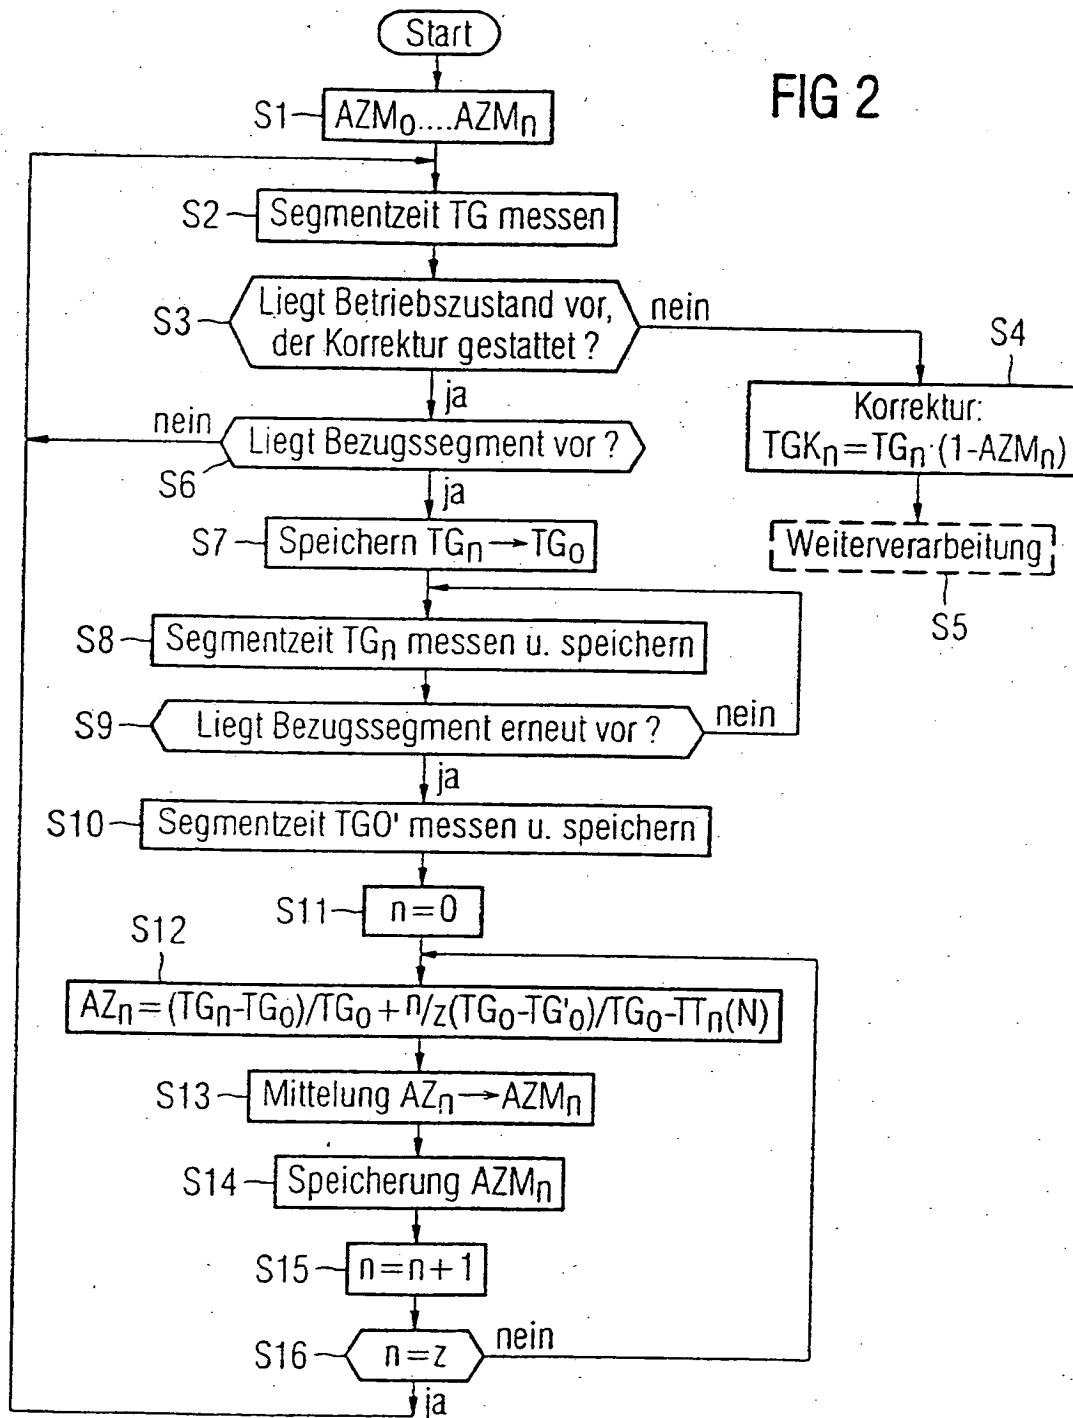 Start
FIG 2
S1
AZM₀....AZMₙ
S2
Segmentzeit TG messen
S3
Liegt Betriebszustand vor,
der Korrektur gestattet ?
nein
ja
S4
Korrektur:
TGKₙ=TGₙ·(1-AZMₙ)
Weiterverarbeitung
S5
nein
Liegt Bezugssegment vor ?
S6
ja
S7
Speichern TGₙ→TG₀
S8
Segmentzeit TGₙ messen u. speichern
S9
Liegt Bezugssegment erneut vor ?
nein
ja
S10
Segmentzeit TGO' messen u. speichern
S11
n=0
S12
AZₙ=(TGₙ-TG₀)/TG₀+n/z(TG₀-TG'₀)/TG₀-TTₙ(N)
S13
Mittelung AZₙ→AZMₙ
S14
Speicherung AZMₙ
S15
n=n+1
S16
n=z
nein
ja